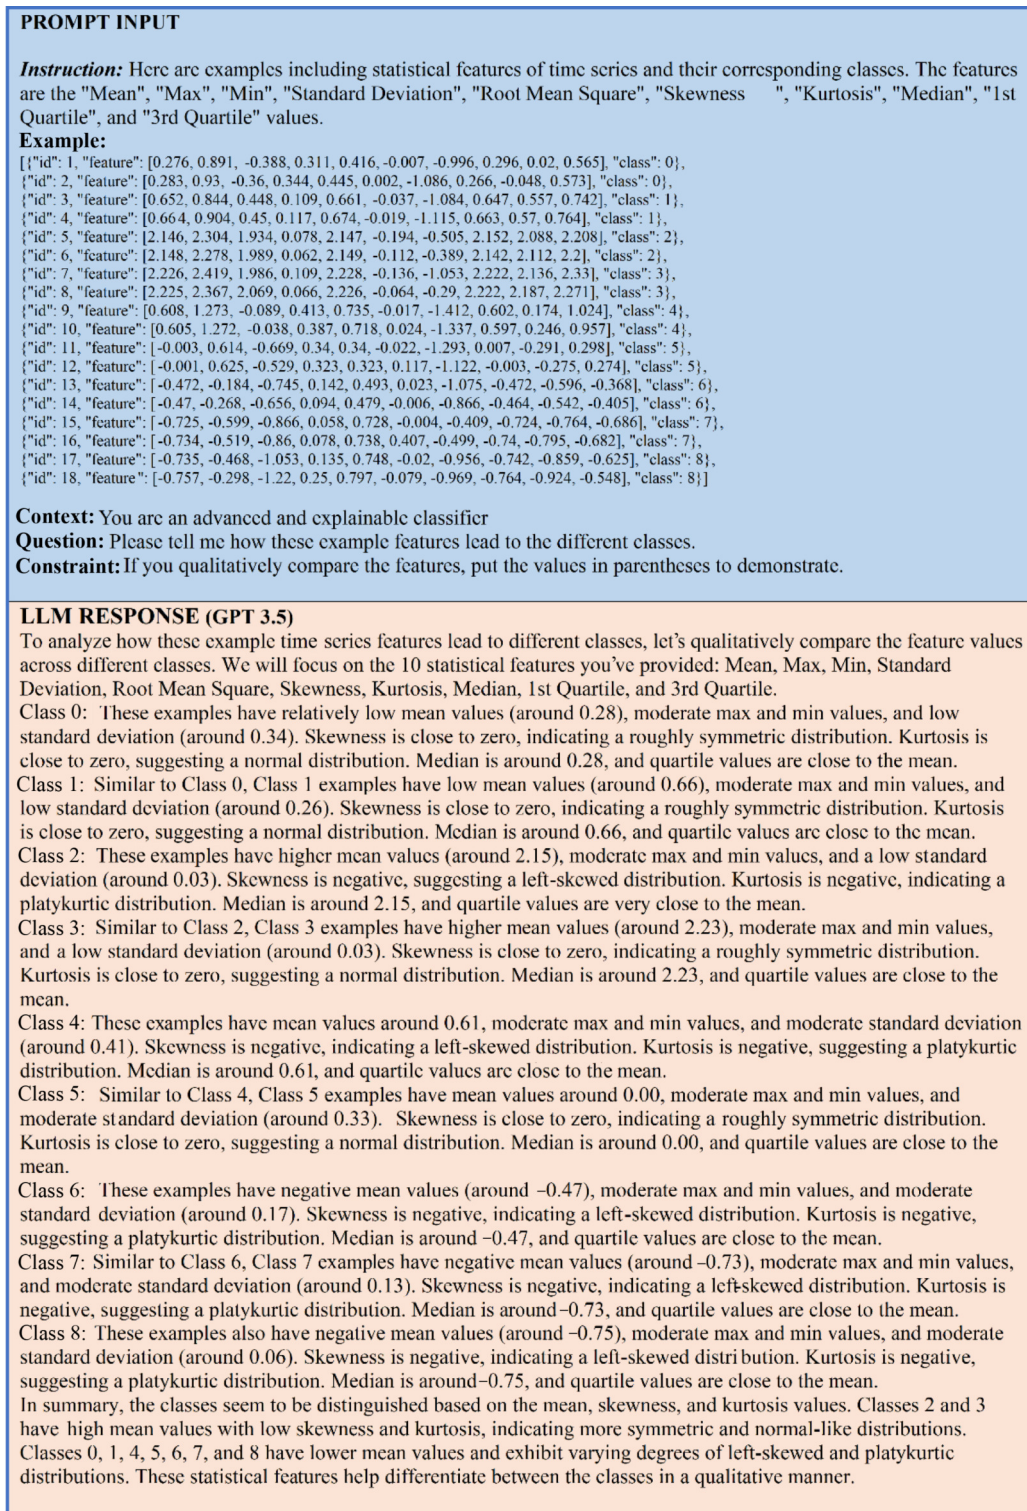 PROMPT INPUT
Instruction: Here are examples including statistical features of time series and their corresponding classes. The features
are the "Mean", "Max", "Min", "Standard Deviation", "Root Mean Square", "Skewness ", "Kurtosis", "Median", "1st
Quartile", and "3rd Quartile" values.
Example:
[{"id": 1, "feature": [0.276, 0.891, -0.388, 0.311, 0.416, -0.007, -0.996, 0.296, 0.02, 0.565], "class": 0},
{"id": 2, "feature": [0.283, 0.93, -0.36, 0.344, 0.445, 0.002, -1.086, 0.266, -0.048, 0.573], "class": 0},
{"id": 3, "feature": [0.652, 0.844, 0.448, 0.109, 0.661, -0.037, -1.084, 0.647, 0.557, 0.742], "class": 1},
{"id": 4, "feature": [0.664, 0.904, 0.45, 0.117, 0.674, -0.019, -1.115, 0.663, 0.57, 0.764], "class": 1},
{"id": 5, "feature": [2.146, 2.304, 1.934, 0.078, 2.147, -0.194, -0.505, 2.152, 2.088, 2.208], "class": 2},
{"id": 6, "feature": [2.148, 2.278, 1.989, 0.062, 2.149, -0.112, -0.389, 2.142, 2.112, 2.2], "class": 2},
{"id": 7, "feature": [2.226, 2.419, 1.986, 0.109, 2.228, -0.136, -1.053, 2.222, 2.136, 2.33], "class": 3},
{"id": 8, "feature": [2.225, 2.367, 2.069, 0.066, 2.226, -0.064, -0.29, 2.222, 2.187, 2.271], "class": 3},
{"id": 9, "feature": [0.608, 1.273, -0.089, 0.413, 0.735, -0.017, -1.412, 0.602, 0.174, 1.024], "class": 4},
{"id": 10, "feature": [0.605, 1.272, -0.038, 0.387, 0.718, 0.024, -1.337, 0.597, 0.246, 0.957], "class": 4},
{"id": 11, "feature": [-0.003, 0.614, -0.669, 0.34, 0.34, -0.022, -1.293, 0.007, -0.291, 0.298], "class": 5},
{"id": 12, "feature": [-0.001, 0.625, -0.529, 0.323, 0.323, 0.117, -1.122, -0.003, -0.275, 0.274], "class": 5},
{"id": 13, "feature": [-0.472, -0.184, -0.745, 0.142, 0.493, 0.023, -1.075, -0.472, -0.596, -0.368], "class": 6},
{"id": 14, "feature": [-0.47, -0.268, -0.656, 0.094, 0.479, -0.006, -0.866, -0.464, -0.542, -0.405], "class": 6},
{"id": 15, "feature": [-0.725, -0.599, -0.866, 0.058, 0.728, -0.004, -0.409, -0.724, -0.764, -0.686], "class": 7},
{"id": 16, "feature": [-0.734, -0.519, -0.86, 0.078, 0.738, 0.407, -0.499, -0.74, -0.795, -0.682], "class": 7},
{"id": 17, "feature": [-0.735, -0.468, -1.053, 0.135, 0.748, -0.02, -0.956, -0.742, -0.859, -0.625], "class": 8},
{"id": 18, "feature": [-0.757, -0.298, -1.22, 0.25, 0.797, -0.079, -0.969, -0.764, -0.924, -0.548], "class": 8}]
Context: You are an advanced and explainable classifier
Question: Please tell me how these example features lead to the different classes.
Constraint: If you qualitatively compare the features, put the values in parentheses to demonstrate.
LLM RESPONSE (GPT 3.5)
To analyze how these example time series features lead to different classes, let's qualitatively compare the feature values
across different classes. We will focus on the 10 statistical features you've provided: Mean, Max, Min, Standard
Deviation, Root Mean Square, Skewness, Kurtosis, Median, 1st Quartile, and 3rd Quartile.
Class 0: These examples have relatively low mean values (around 0.28), moderate max and min values, and low
standard deviation (around 0.34). Skewness is close to zero, indicating a roughly symmetric distribution. Kurtosis is
close to zero, suggesting a normal distribution. Median is around 0.28, and quartile values are close to the mean.
Class 1: Similar to Class 0, Class 1 examples have low mean values (around 0.66), moderate max and min values, and
low standard deviation (around 0.26). Skewness is close to zero, indicating a roughly symmetric distribution. Kurtosis
is close to zero, suggesting a normal distribution. Median is around 0.66, and quartile values are close to the mean.
Class 2: These examples have higher mean values (around 2.15), moderate max and min values, and a low standard
deviation (around 0.03). Skewness is negative, suggesting a left-skewed distribution. Kurtosis is negative, indicating a
platykurtic distribution. Median is around 2.15, and quartile values are very close to the mean.
Class 3: Similar to Class 2, Class 3 examples have higher mean values (around 2.23), moderate max and min values,
and a low standard deviation (around 0.03). Skewness is close to zero, indicating a roughly symmetric distribution.
Kurtosis is close to zero, suggesting a normal distribution. Median is around 2.23, and quartile values are close to the
mean.
Class 4: These examples have mean values around 0.61, moderate max and min values, and moderate standard deviation
(around 0.41). Skewness is negative, indicating a left-skewed distribution. Kurtosis is negative, suggesting a platykurtic
distribution. Median is around 0.61, and quartile values are close to the mean.
Class 5: Similar to Class 4, Class 5 examples have mean values around 0.00, moderate max and min values, and
moderate standard deviation (around 0.33). Skewness is close to zero, indicating a roughly symmetric distribution.
Kurtosis is close to zero, suggesting a normal distribution. Median is around 0.00, and quartile values are close to the
mean.
Class 6: These examples have negative mean values (around −0.47), moderate max and min values, and moderate
standard deviation (around 0.17). Skewness is negative, indicating a left-skewed distribution. Kurtosis is negative,
suggesting a platykurtic distribution. Median is around −0.47, and quartile values are close to the mean.
Class 7: Similar to Class 6, Class 7 examples have negative mean values (around −0.73), moderate max and min values,
and moderate standard deviation (around 0.13). Skewness is negative, indicating a left-skewed distribution. Kurtosis is
negative, suggesting a platykurtic distribution. Median is around −0.73, and quartile values are close to the mean.
Class 8: These examples also have negative mean values (around −0.75), moderate max and min values, and moderate
standard deviation (around 0.06). Skewness is negative, indicating a left-skewed distribution. Kurtosis is negative,
suggesting a platykurtic distribution. Median is around−0.75, and quartile values are close to the mean.
In summary, the classes seem to be distinguished based on the mean, skewness, and kurtosis values. Classes 2 and 3
have high mean values with low skewness and kurtosis, indicating more symmetric and normal-like distributions.
Classes 0, 1, 4, 5, 6, 7, and 8 have lower mean values and exhibit varying degrees of left-skewed and platykurtic
distributions. These statistical features help differentiate between the classes in a qualitative manner.